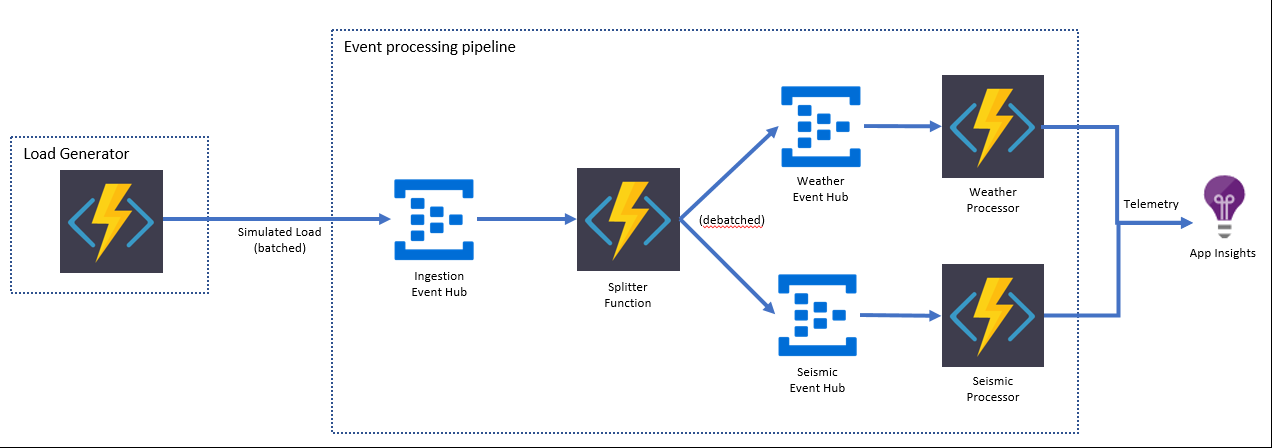 Event processing pipeline
Load Generator
Simulated Load
(batched)
Ingestion
Event Hub
Splitter
Function
(debatched)
Weather
Event Hub
Weather
Processor
Seismic
Event Hub
Seismic
Processor
Telemetry
App Insights